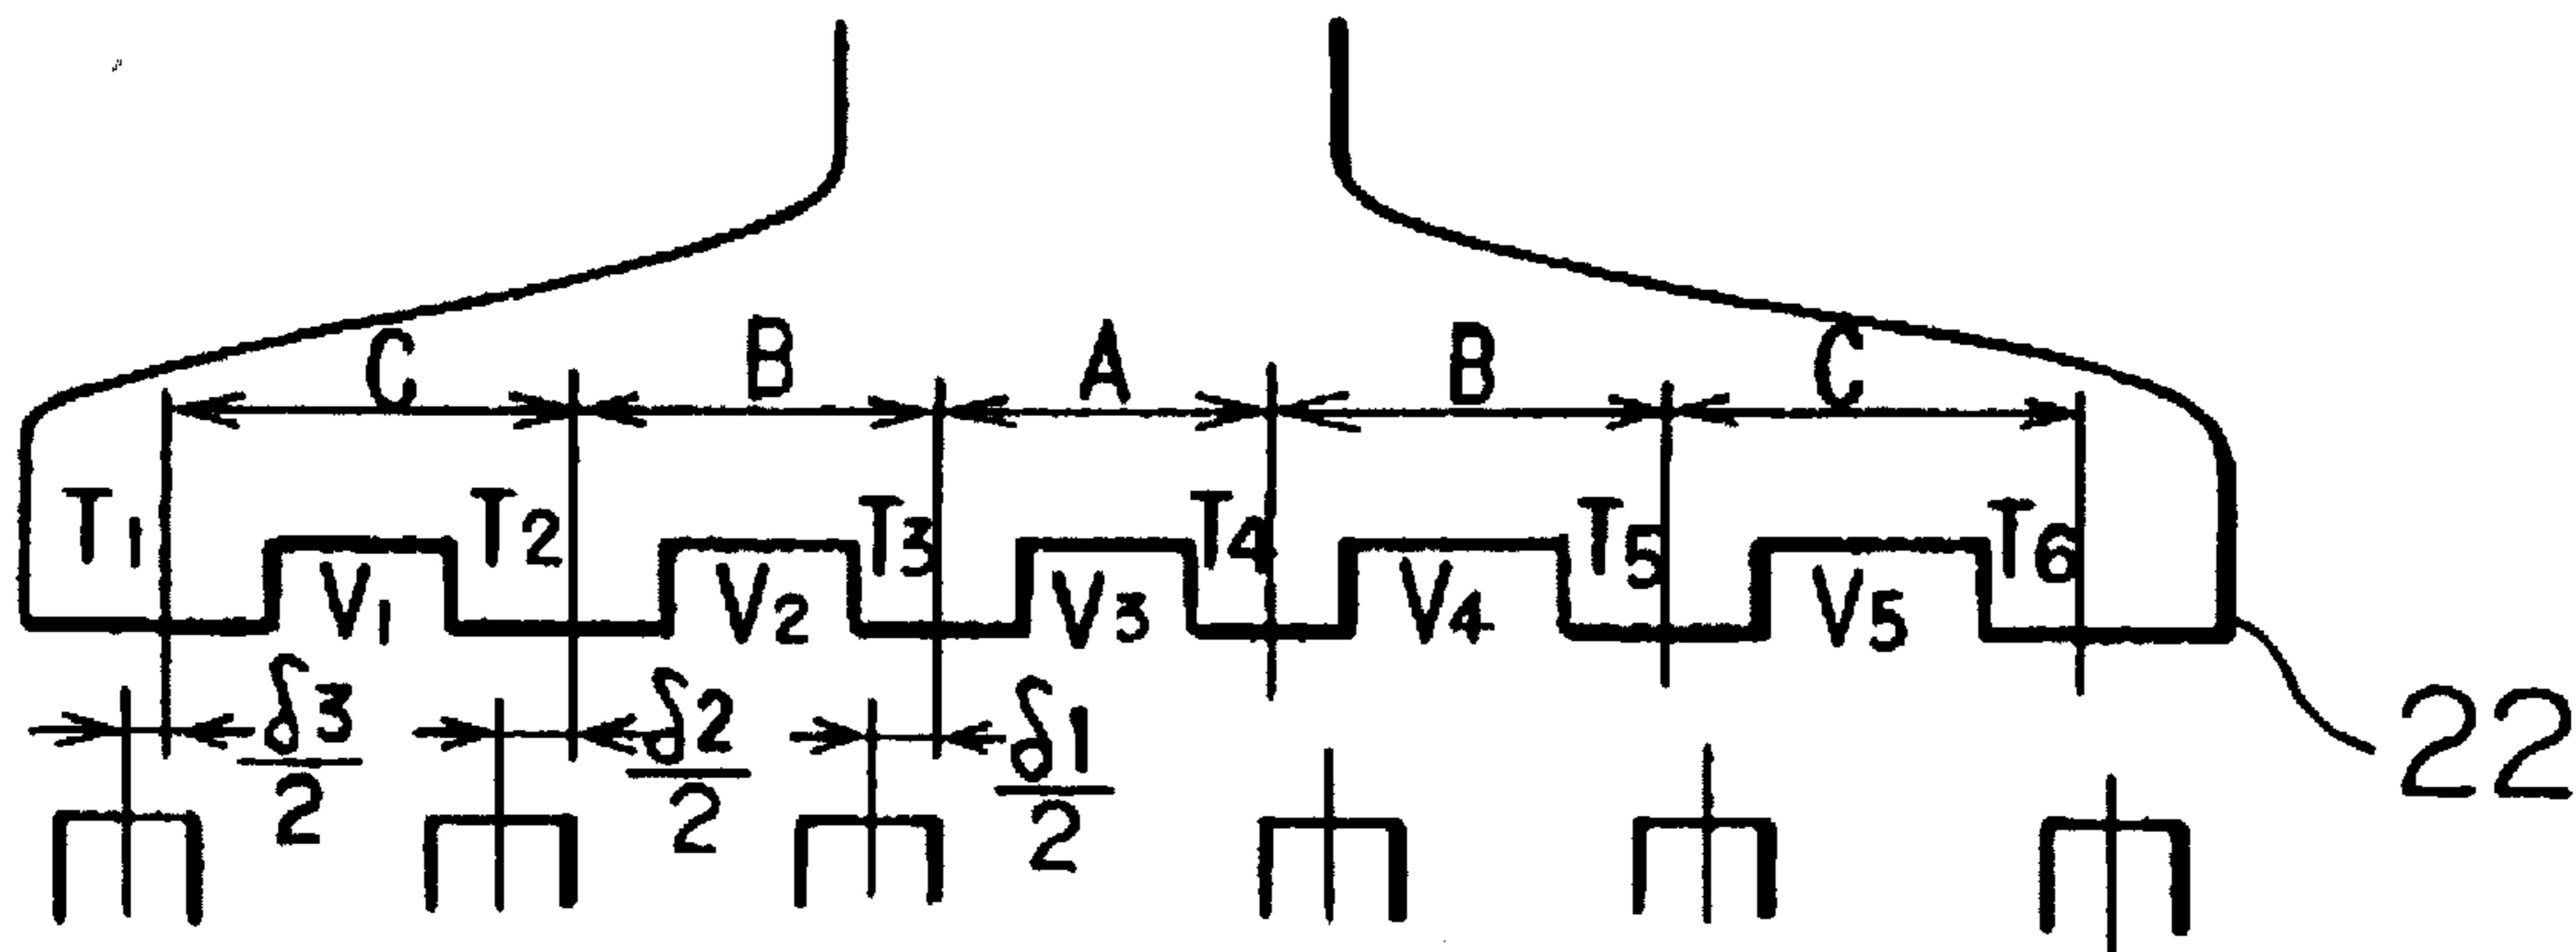 C B A B C
T1 T2 T3 T4 T5 T6
V1 V2 V3 V4 V5
δ3/2 δ2/2 δ1/2
22